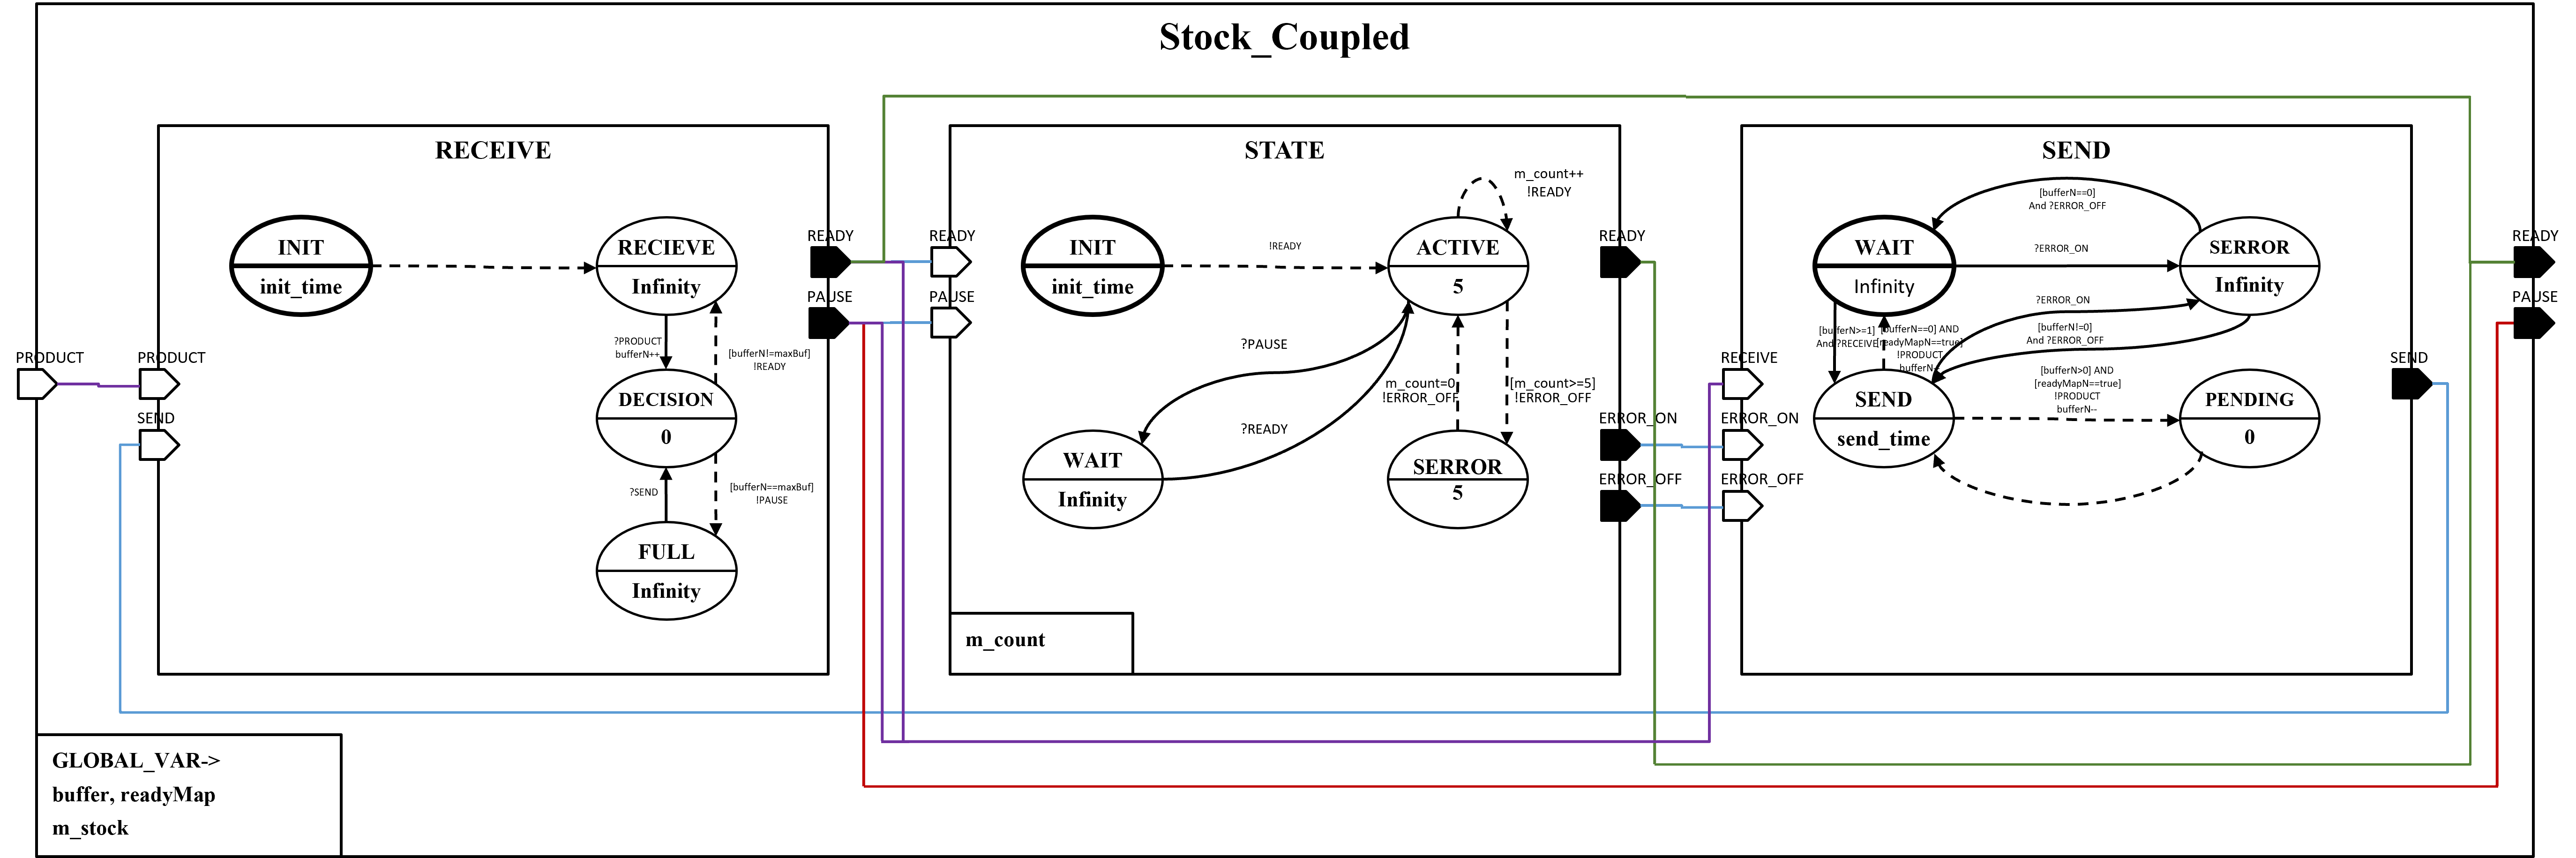 Stock_Coupled
PRODUCT
RECEIVE
INIT
init_time
RECIEVE
Infinity
?PRODUCT
bufferN++
[bufferN!=maxBuf]
!READY
DECISION
0
?SEND
[bufferN==maxBuf]
!PAUSE
FULL
Infinity
PRODUCT
SEND
READY
PAUSE
STATE
READY
PAUSE
INIT
init_time
!READY
m_count++
!READY
ACTIVE
5
?PAUSE
?READY
m_count=0
!ERROR_OFF
[m_count>=5]
!ERROR_OFF
WAIT
Infinity
SERROR
5
m_count
READY
ERROR_ON
ERROR_OFF
SEND
RECEIVE
ERROR_ON
ERROR_OFF
[bufferN==0]
And ?ERROR_OFF
WAIT
Infinity
?ERROR_ON
SERROR
Infinity
?ERROR_ON
[bufferN!=0]
And ?ERROR_OFF
[bufferN>=1]
And ?RECEIVE
[bufferN==0] AND
[readyMapN==true]
!PRODUCT
bufferN--
SEND
send_time
[bufferN>0] AND
[readyMapN==true]
!PRODUCT
bufferN--
PENDING
0
SEND
READY
PAUSE
GLOBAL_VAR->
buffer, readyMap
m_stock